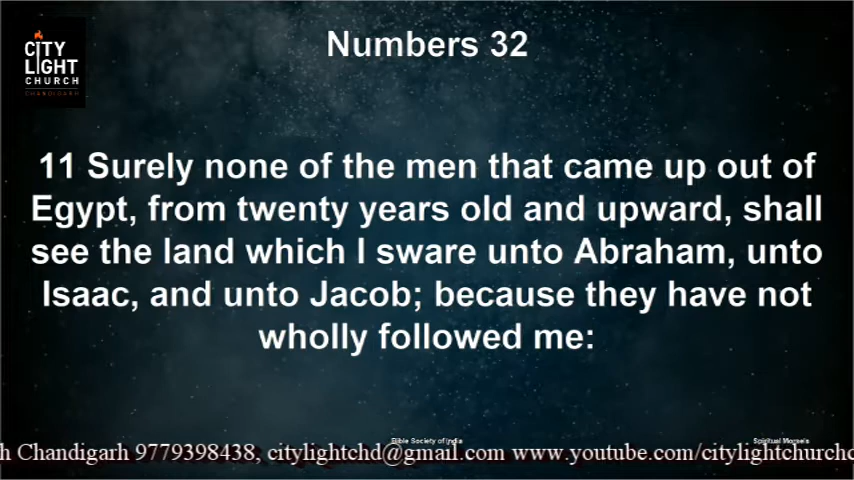 CITY
LIGHT
CHURCH
CHANDIGARH
Numbers 32
11 Surely none of the men that came up out of
Egypt, from twenty years old and upward, shall
see the land which I sware unto Abraham, unto
Isaac, and unto Jacob; because they have not
wholly followed me:
Bible Society of India
Spiritual Morsels
h Chandigarh 9779398438, citylightchd@gmail.com www.youtube.com/citylightchurchc